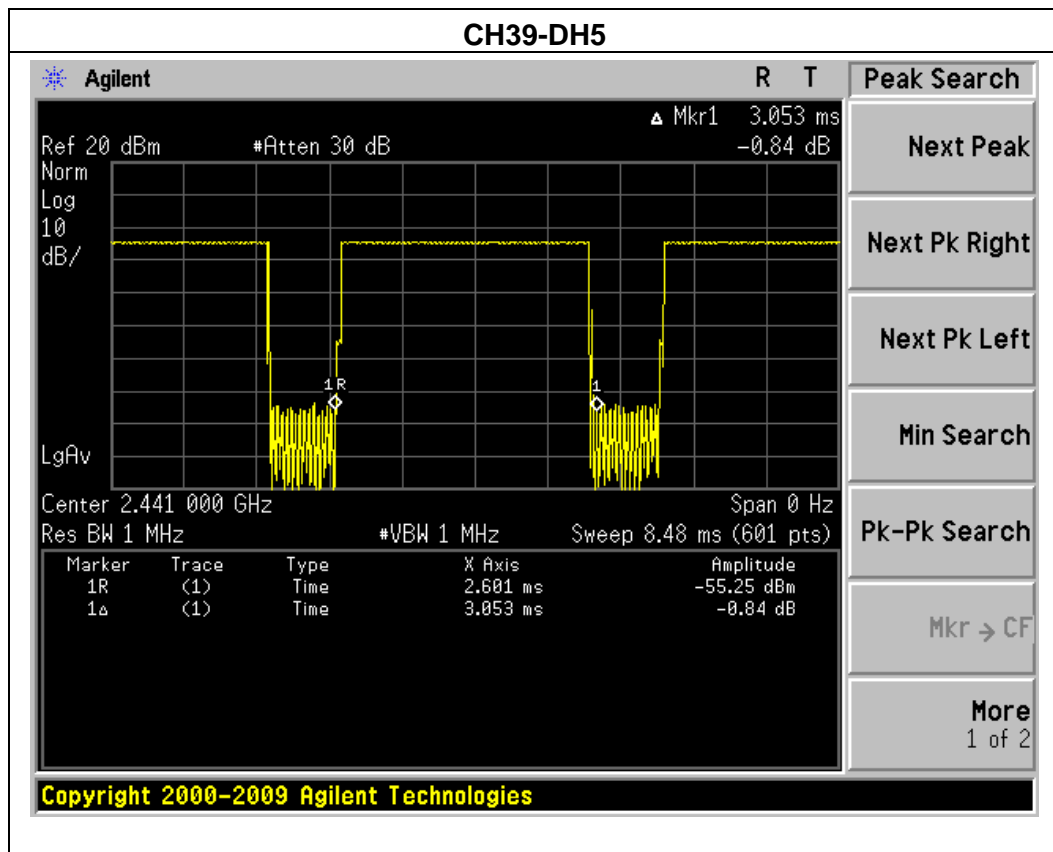 CH39-DH5
Agilent R T Peak Search
Δ Mkr1 3.053 ms
Ref 20 dBm #Atten 30 dB -0.84 dB
Norm
Log
10
dB/
1R
1
LgAv
Center 2.441 000 GHz Span 0 Hz
Res BW 1 MHz #VBW 1 MHz Sweep 8.48 ms (601 pts)
Marker Trace Type X Axis Amplitude
1R (1) Time 2.601 ms -55.25 dBm
1Δ (1) Time 3.053 ms -0.84 dB
Next Peak
Next Pk Right
Next Pk Left
Min Search
Pk-Pk Search
Mkr → CF
More
1 of 2
Copyright 2000-2009 Agilent Technologies